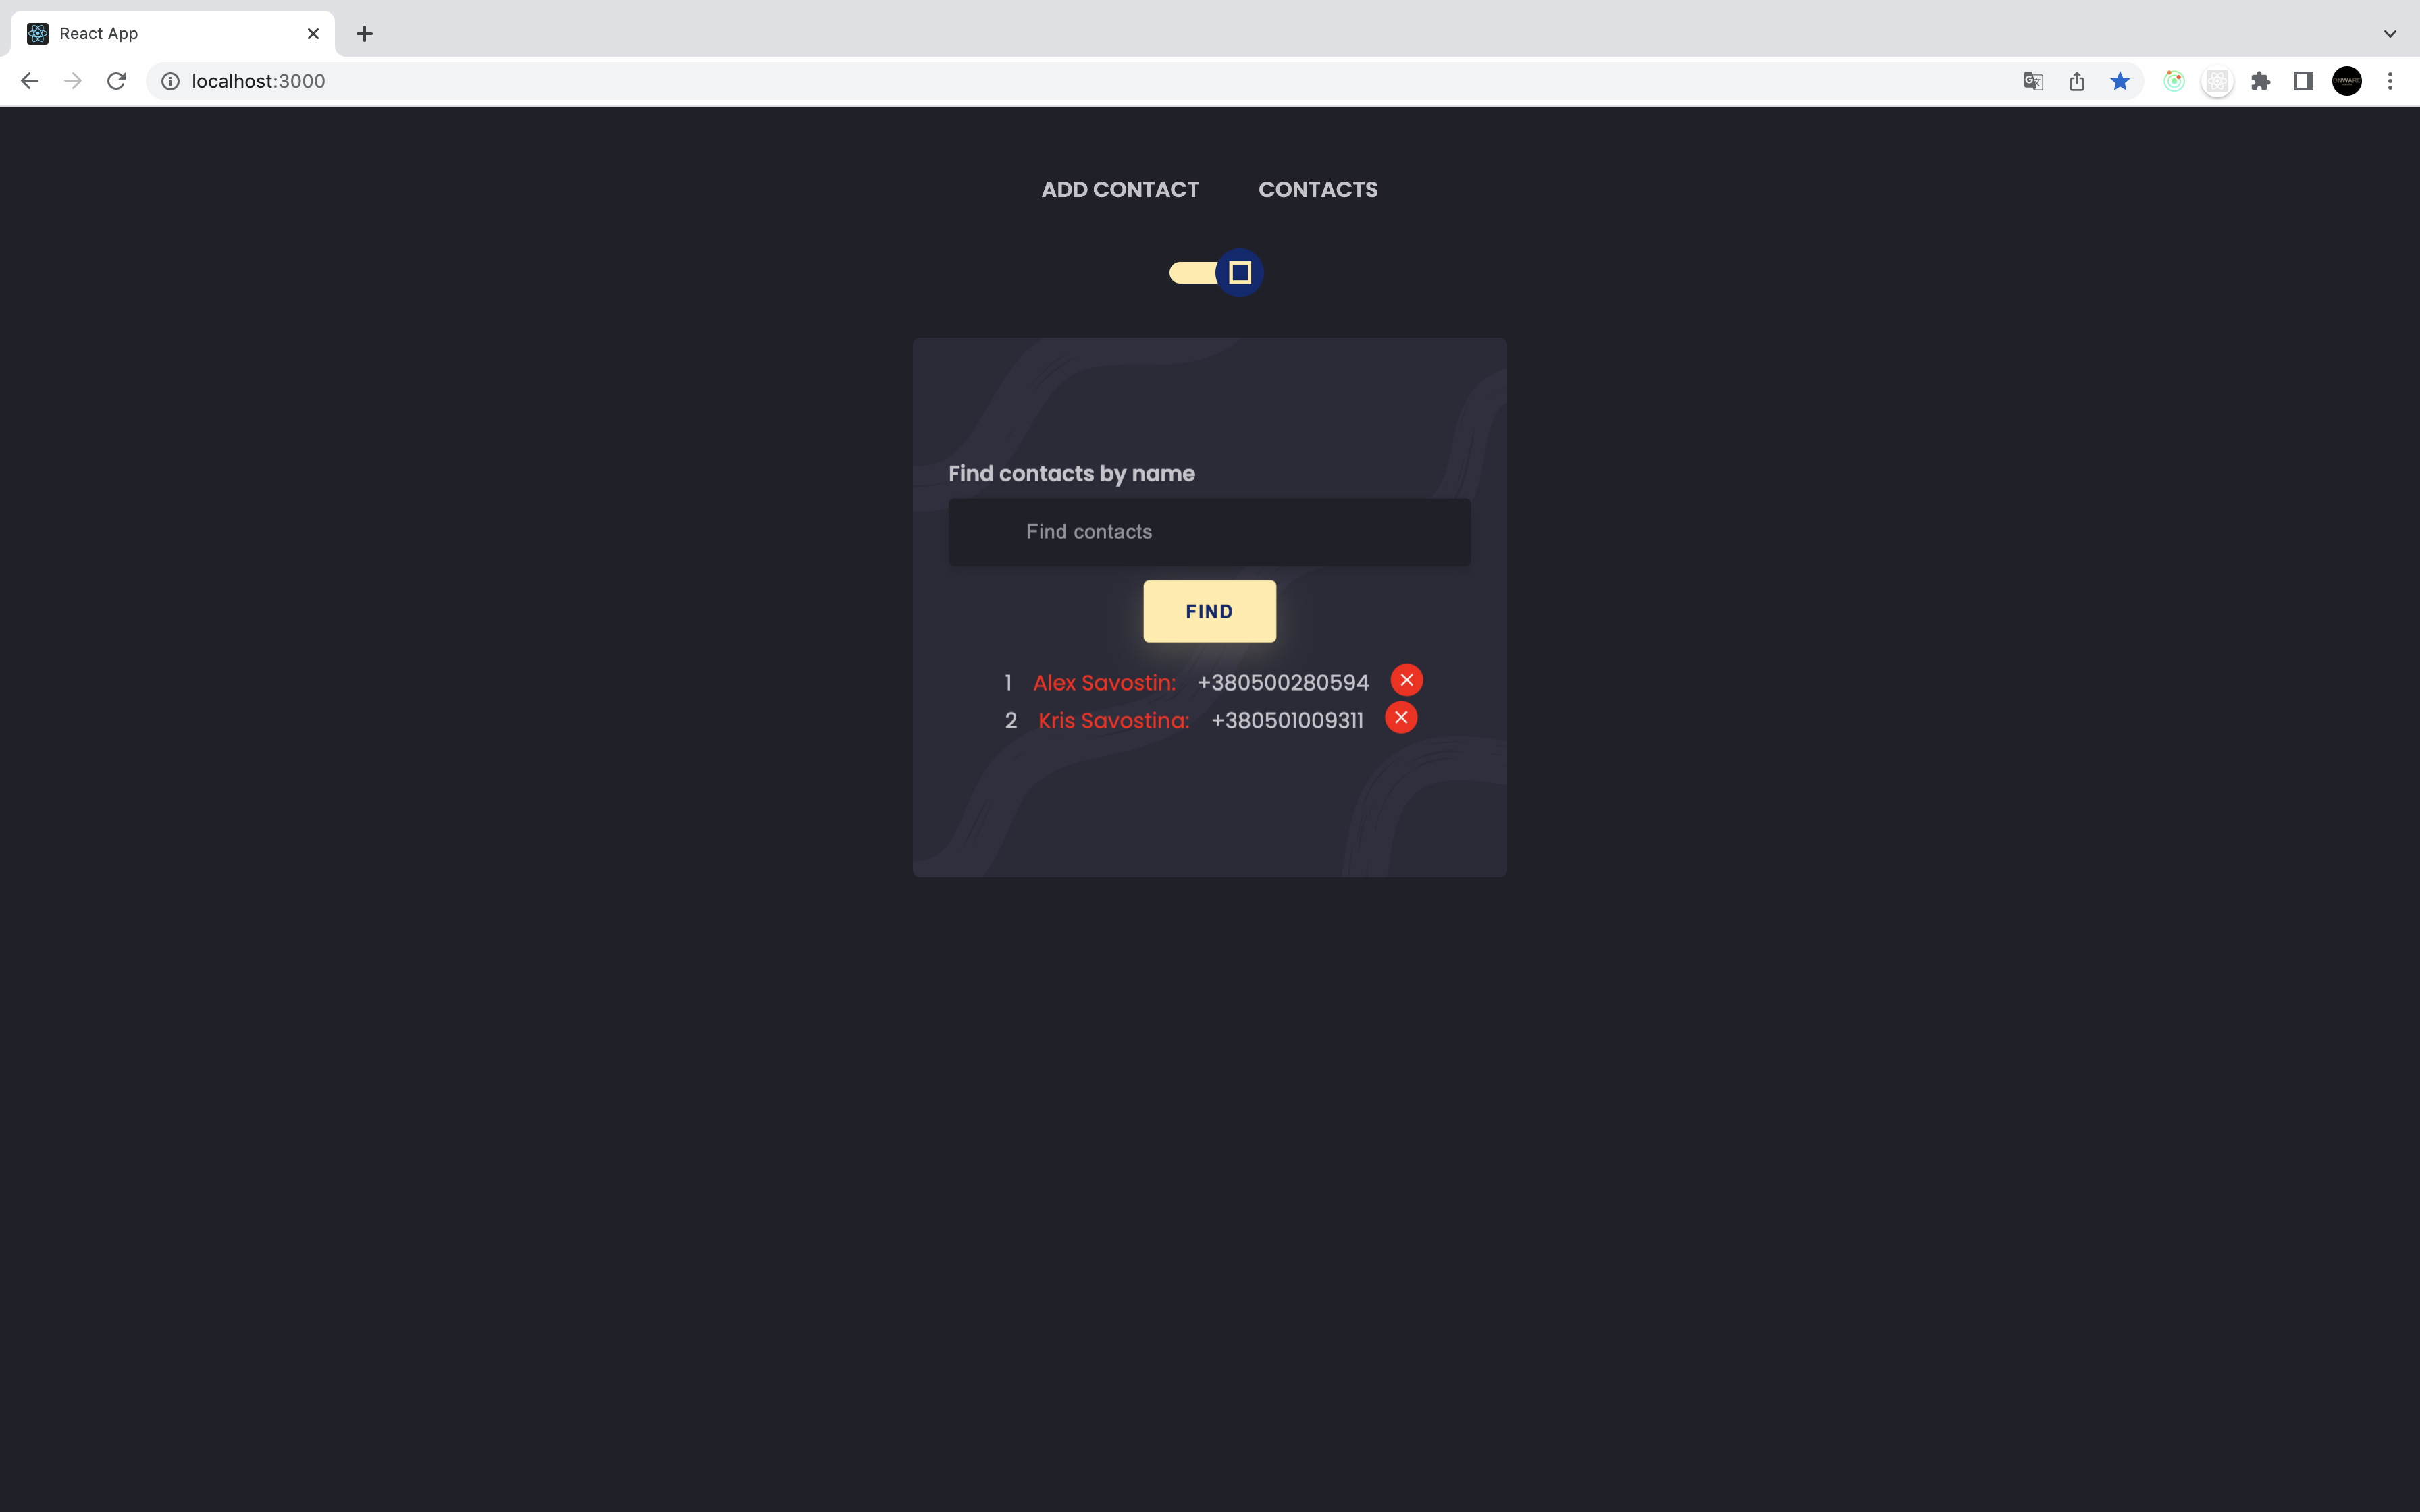 React App
localhost:3000
ADD CONTACT CONTACTS
Find contacts by name
Find contacts
FIND
1 Alex Savostin: +380500280594
2 Kris Savostina: +380501009311